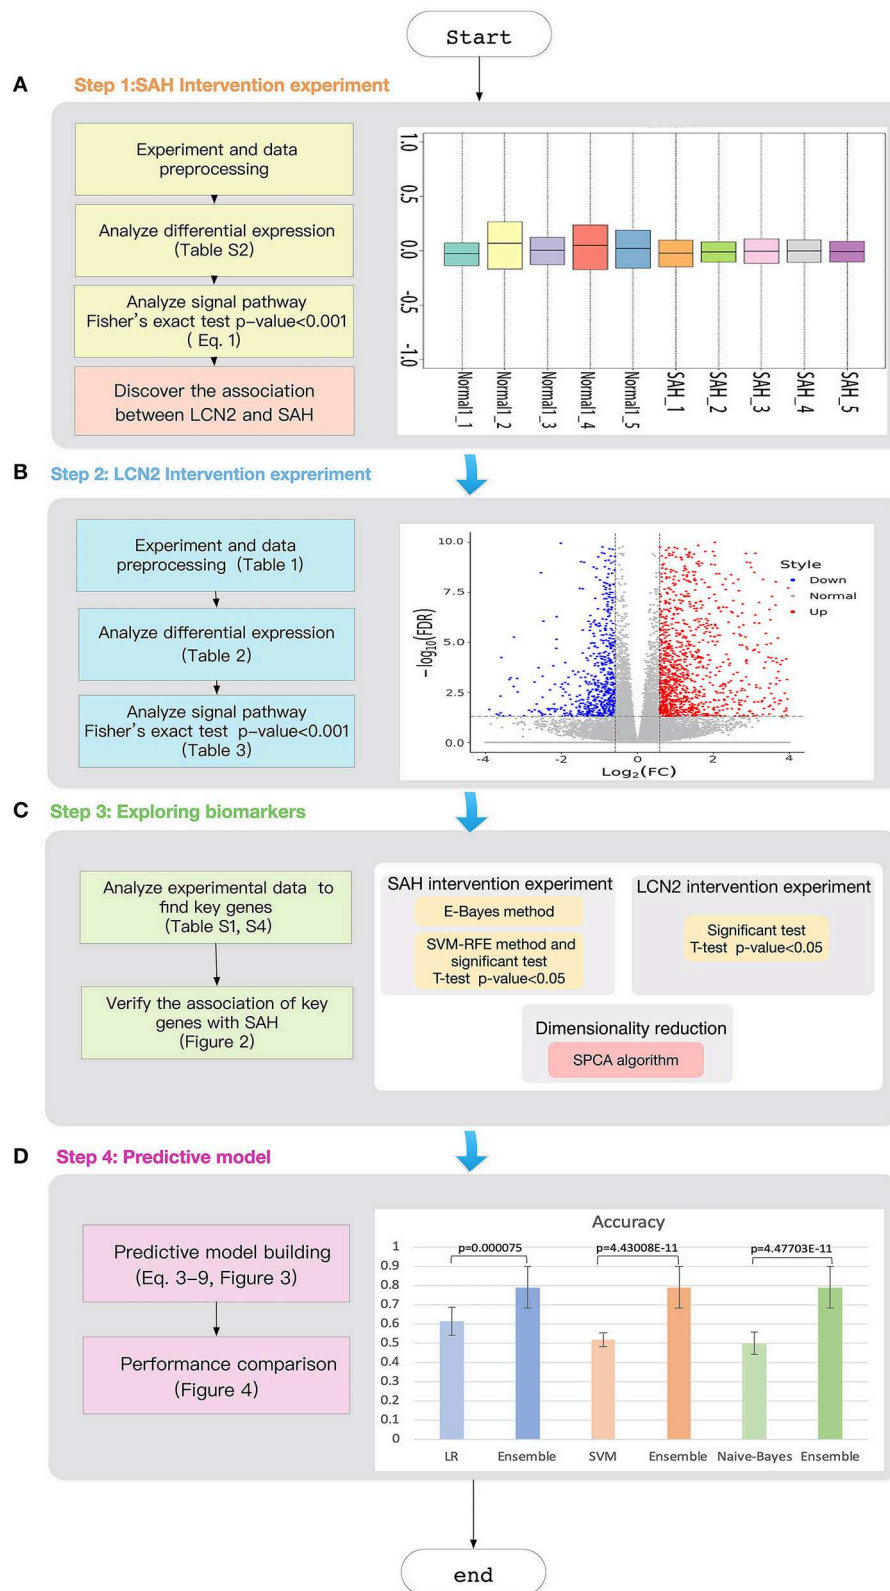 Start
A
Step 1:SAH Intervention experiment
Experiment and data
preprocessing
Analyze differential expression
(Table S2)
Analyze signal pathway
Fisher's exact test p-value<0.001
( Eq. 1)
Discover the association
between LCN2 and SAH
1.0
0.5
0.0
-0.5
-1.0
Normal1_1
Normal1_2
Normal1_3
Normal1_4
Normal1_5
SAH_1
SAH_2
SAH_3
SAH_4
SAH_5
B
Step 2: LCN2 Intervention expreriment
Experiment and data
preprocessing (Table 1)
Analyze differential expression
(Table 2)
Analyze signal pathway
Fisher's exact test p-value<0.001
(Table 3)
10.0
7.5
5.0
2.5
0.0
-log10(FDR)
-4
-2
0
2
4
Log2(FC)
Style
Down
Normal
Up
C
Step 3: Exploring biomarkers
Analyze experimental data to
find key genes
(Table S1, S4)
Verify the association of key
genes with SAH
(Figure 2)
SAH intervention experiment
E-Bayes method
SVM-RFE method and
significant test
T-test p-value<0.05
LCN2 intervention experiment
Significant test
T-test p-value<0.05
Dimensionality reduction
SPCA algorithm
D
Step 4: Predictive model
Predictive model building
(Eq. 3-9, Figure 3)
Performance comparison
(Figure 4)
Accuracy
p=0.000075
p=4.43008E-11
p=4.47703E-11
1
0.9
0.8
0.7
0.6
0.5
0.4
0.3
0.2
0.1
0
LR
Ensemble
SVM
Ensemble
Naive-Bayes
Ensemble
end